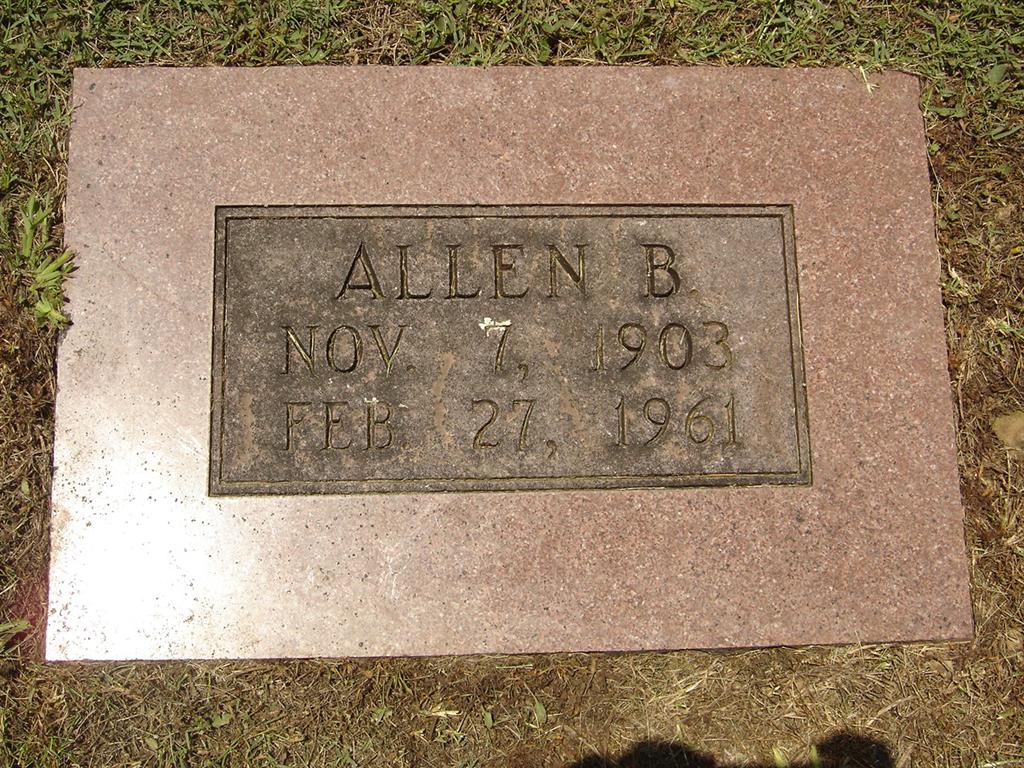 ALLEN B.
NOV. 7, 1903
FEB. 27, 1961